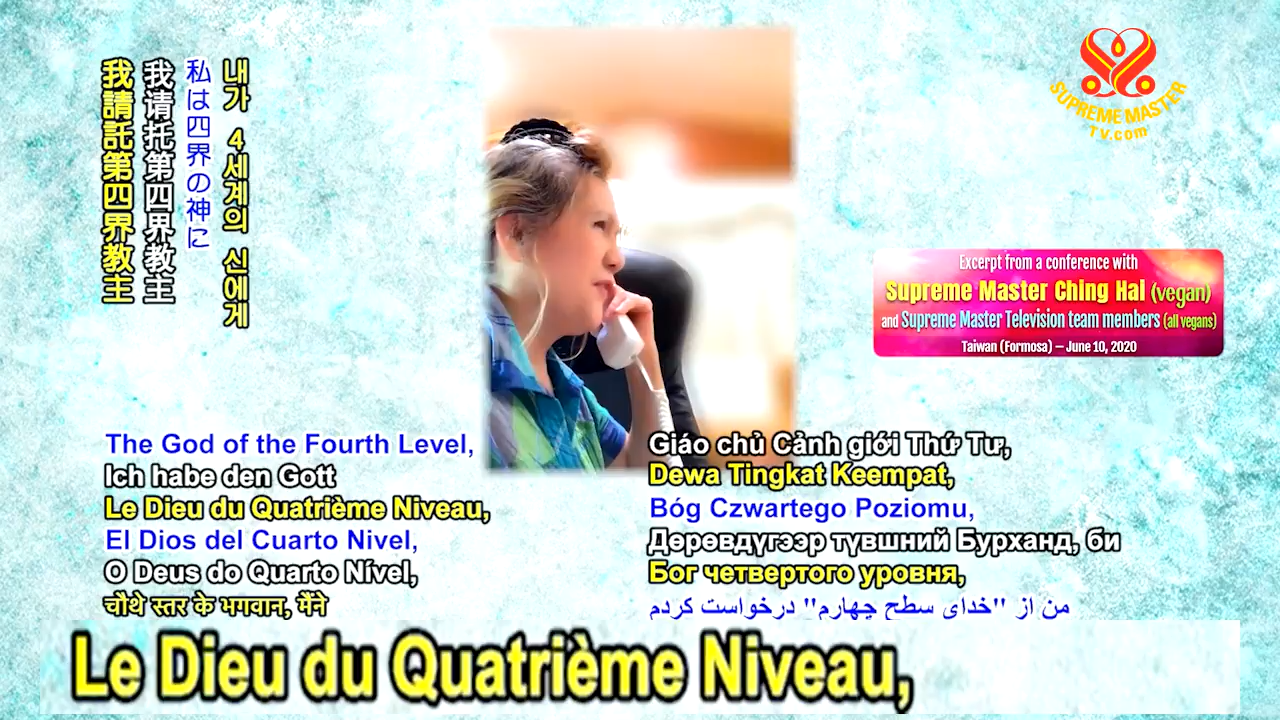 我請託第四界教主
我请托第四界教主
私は四界の神に
내가 4세계의 신에게
SUPREME MASTER
TV.com
Excerpt from a conference with
Supreme Master Ching Hai (vegan)
and Supreme Master Television team members (all vegans)
Taiwan (Formosa) – June 10, 2020
The God of the Fourth Level,
Ich habe den Gott
Le Dieu du Quatrième Niveau,
El Dios del Cuarto Nivel,
O Deus do Quarto Nível,
चौथे स्तर के भगवान, मैंने
Giáo chủ Cảnh giới Thứ Tư,
Dewa Tingkat Keempat,
Bóg Czwartego Poziomu,
Дөрөвдүгээр түвшний Бурханд, би
Бог четвертого уровня,
من از "خدای سطح چهارم" درخواست کردم
Le Dieu du Quatrième Niveau,